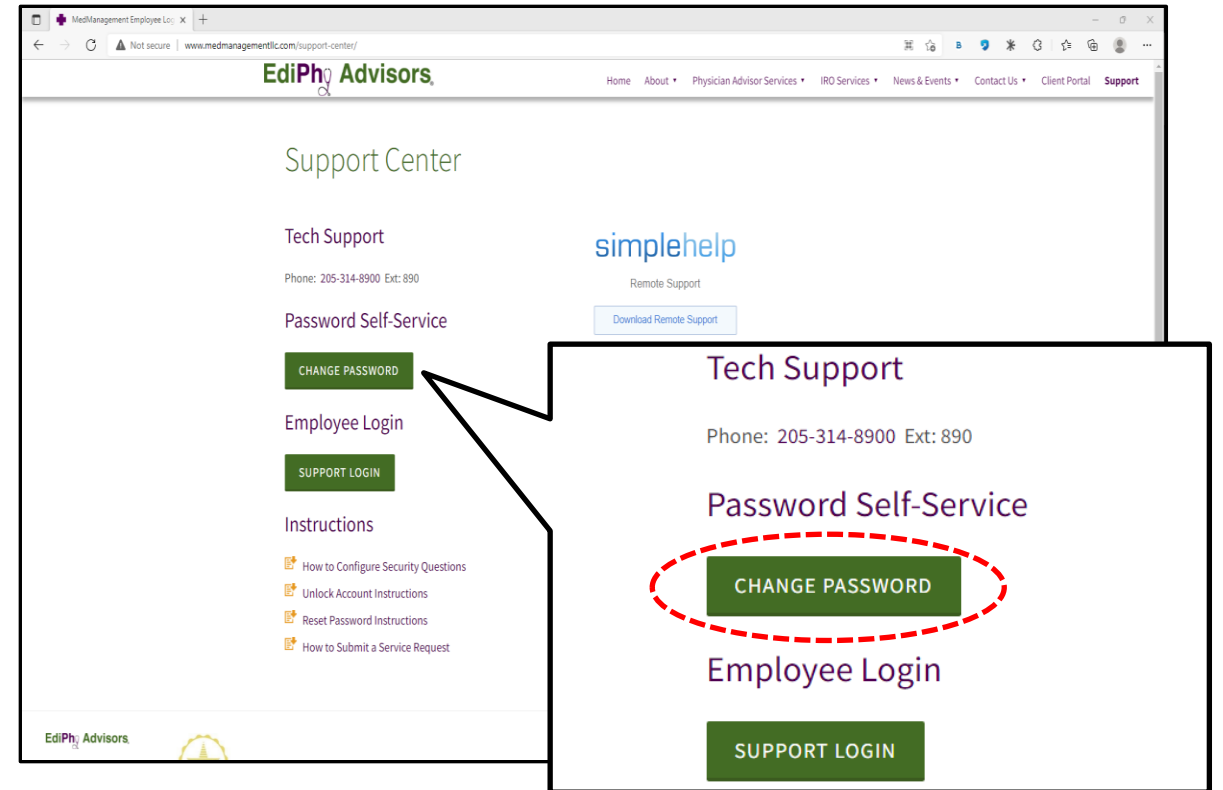 MedManagement Employee Log
Not secure | www.medmanagementllc.com/support-center/
EdiPhy Advisors
Home About Physician Advisor Services IRO Services News & Events Contact Us Client Portal Support
Support Center
Tech Support
Phone: 205-314-8900 Ext: 890
Password Self-Service
CHANGE PASSWORD
Employee Login
SUPPORT LOGIN
Instructions
How to Configure Security Questions
Unlock Account Instructions
Reset Password Instructions
How to Submit a Service Request
simplehelp
Remote Support
Download Remote Support
Tech Support
Phone: 205-314-8900 Ext: 890
Password Self-Service
CHANGE PASSWORD
Employee Login
SUPPORT LOGIN
EdiPhy Advisors